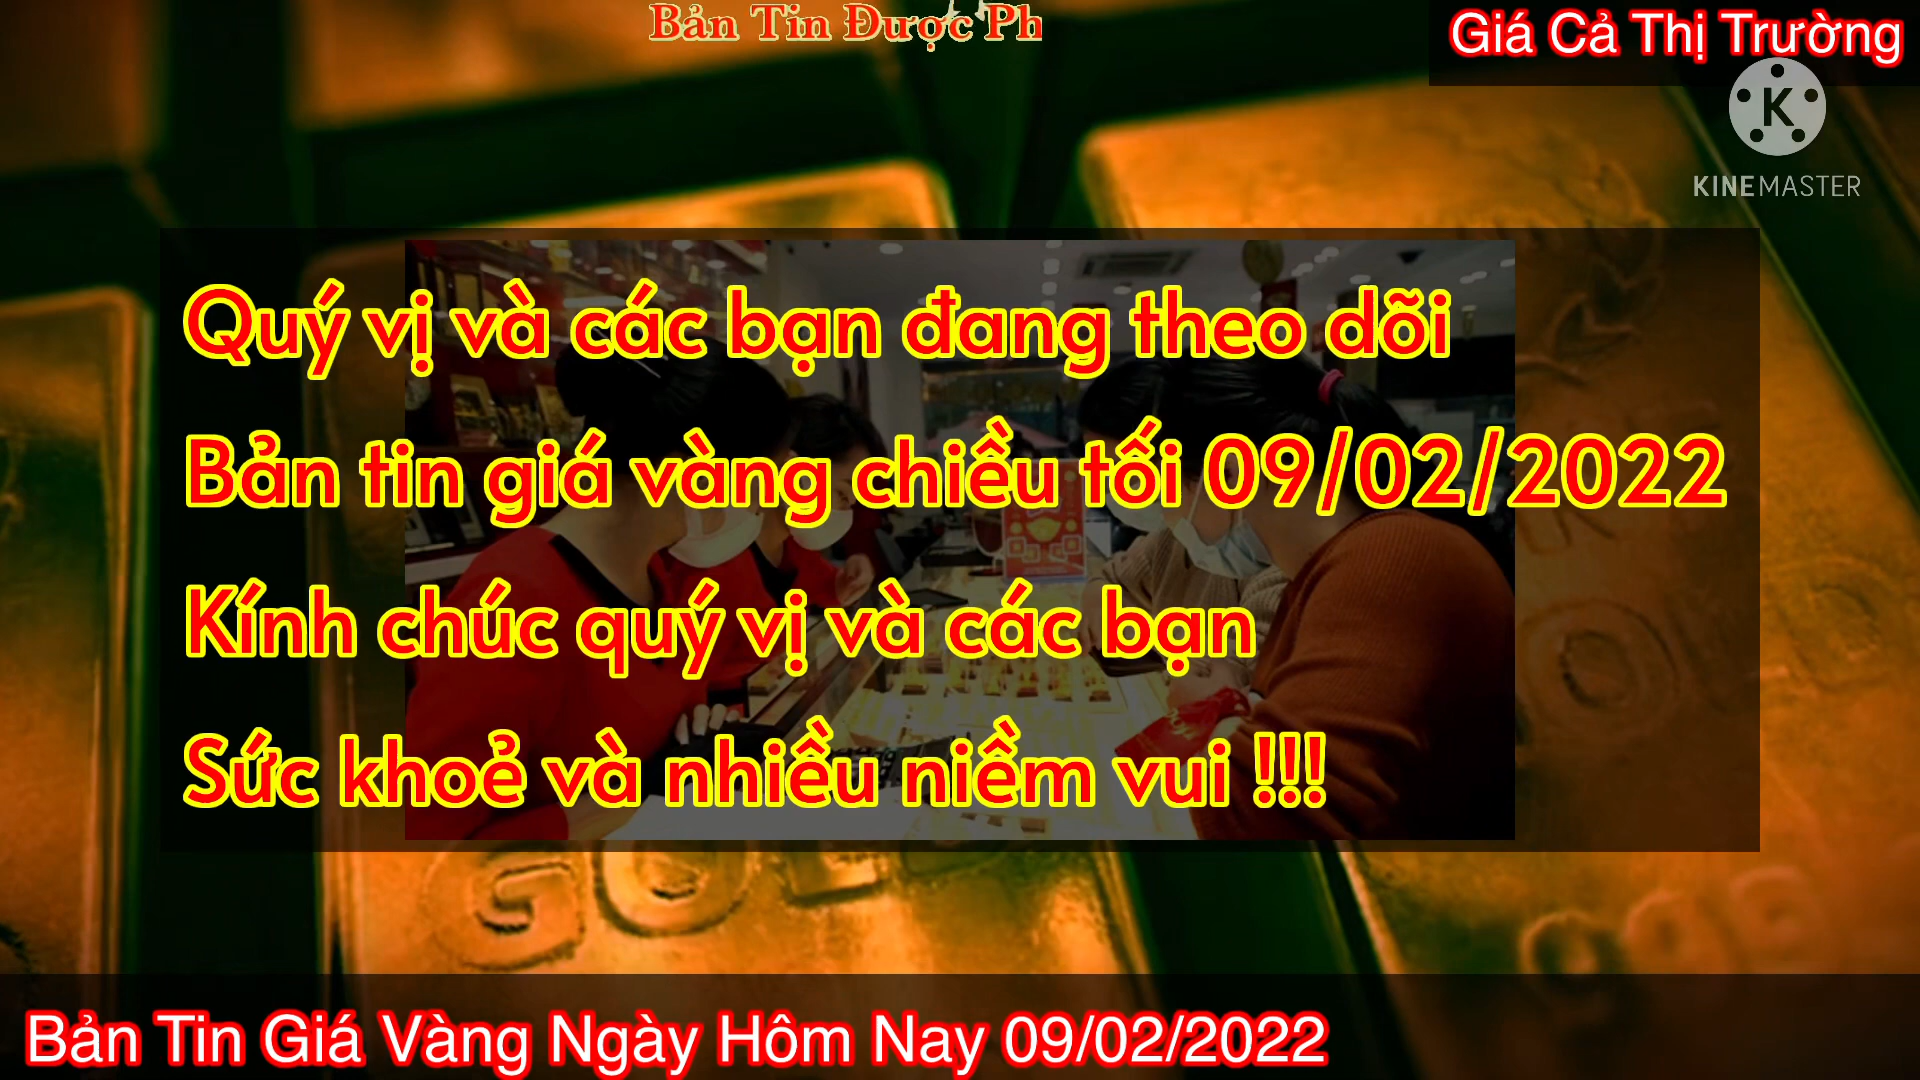 Bản Tin Được Ph
Giá Cả Thị Trường
K
KINEMASTER
Quý vị và các bạn đang theo dõi
Bản tin giá vàng chiều tối 09/02/2022
Kính chúc quý vị và các bạn
Sức khoẻ và nhiều niềm vui !!!
GOLD
Bản Tin Giá Vàng Ngày Hôm Nay 09/02/2022